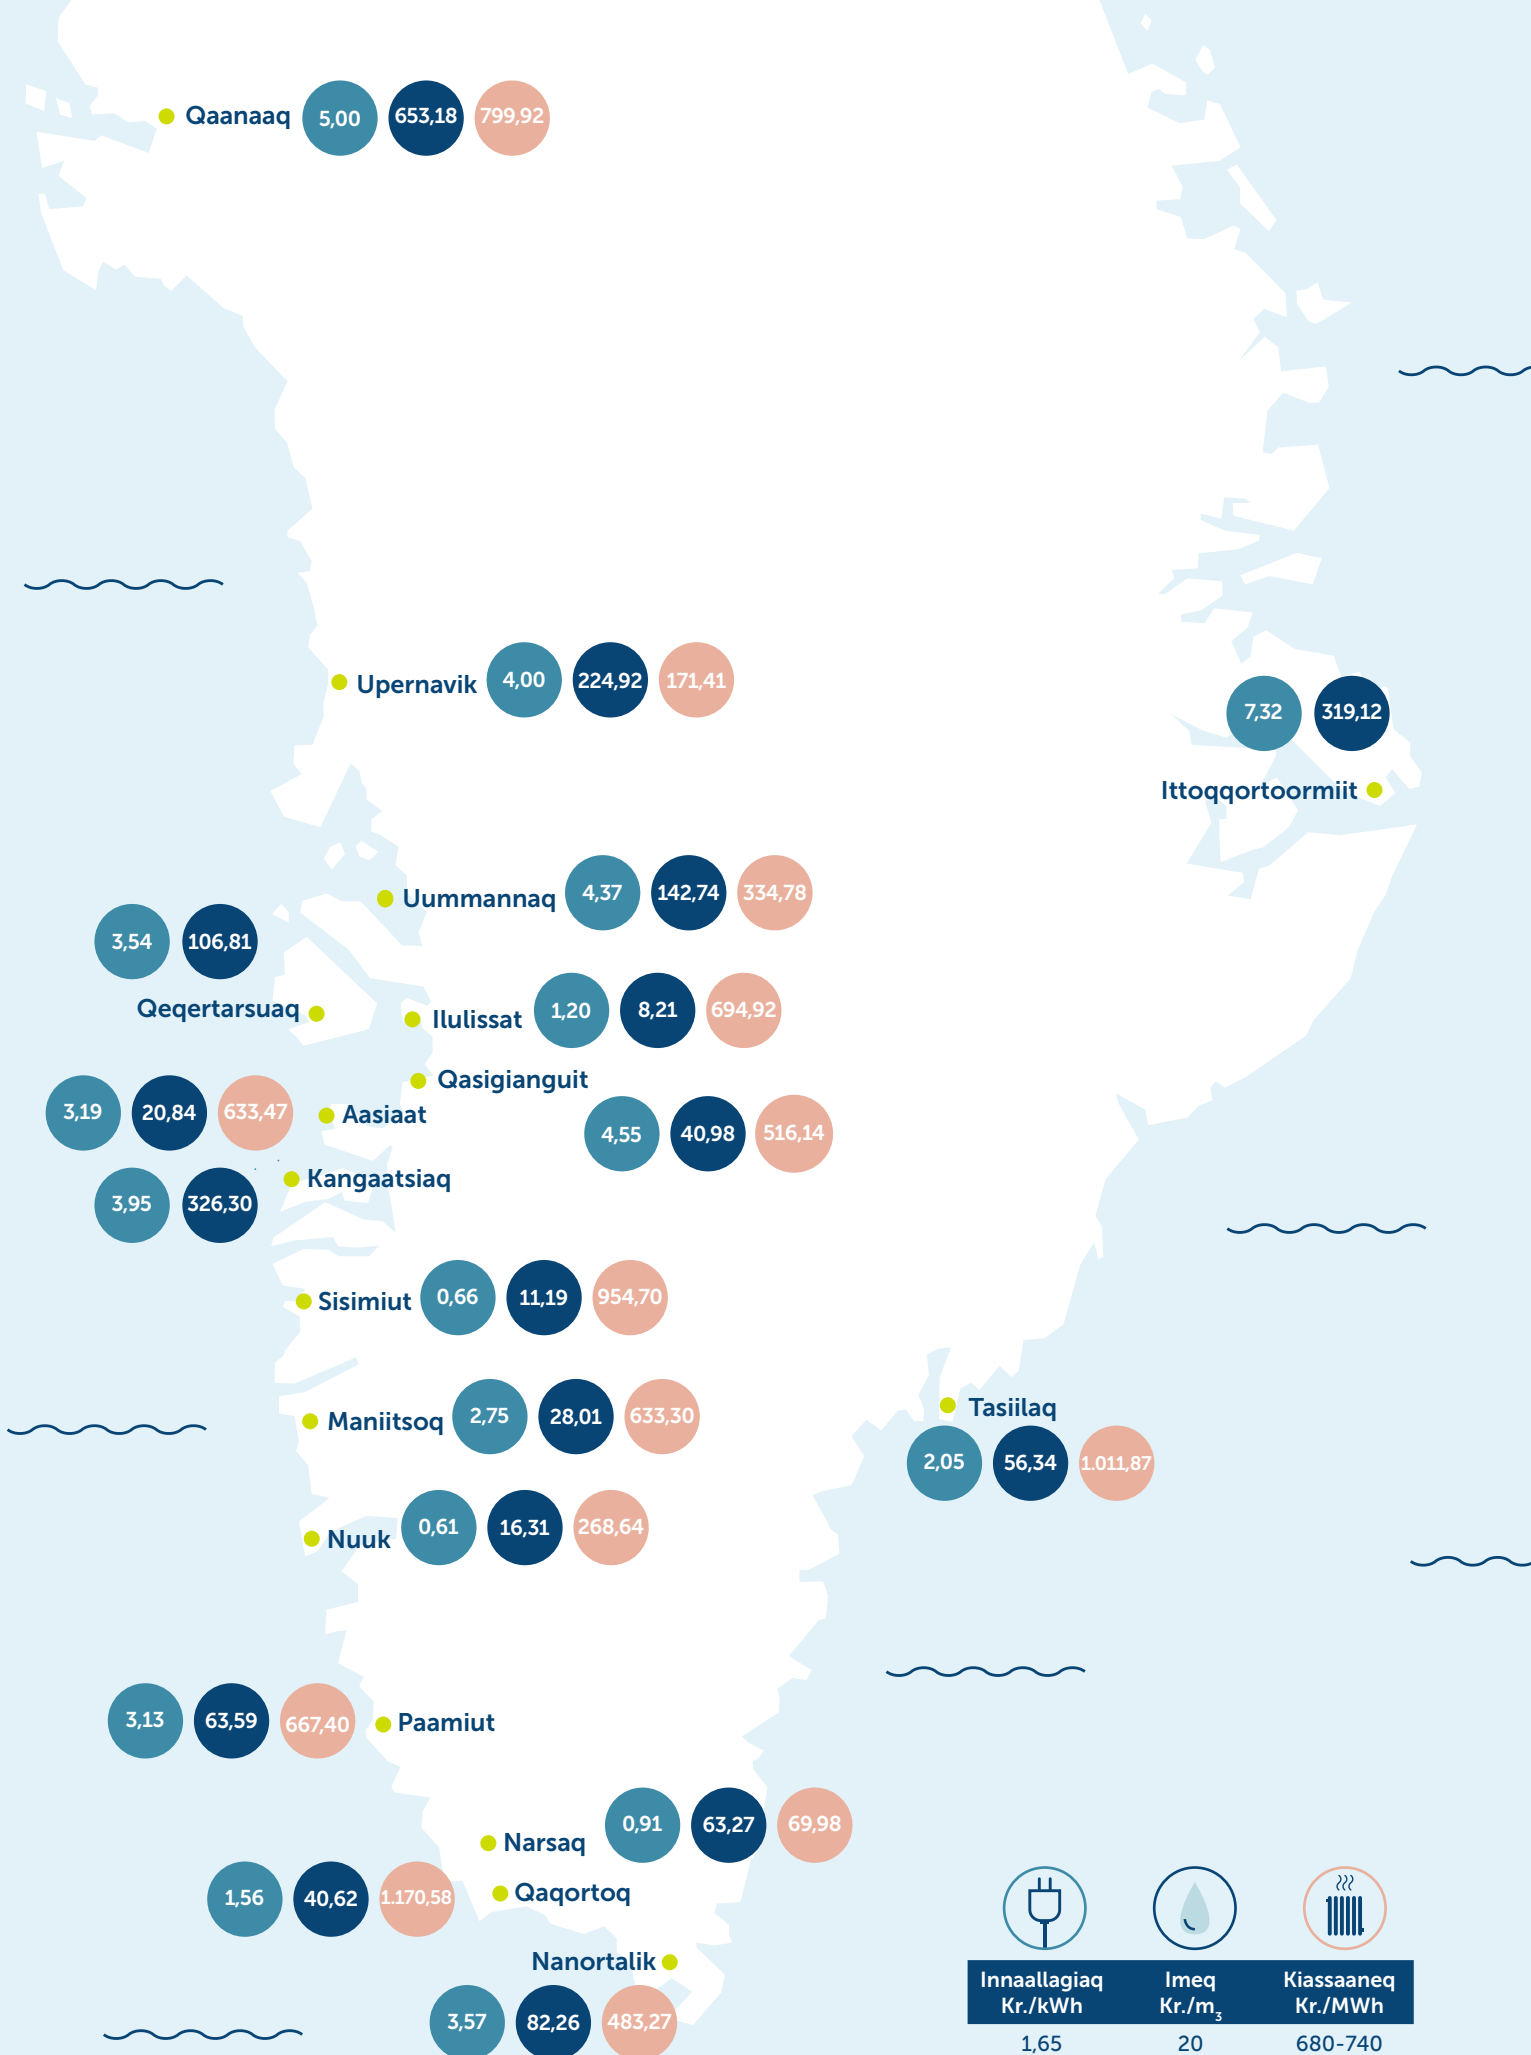 Qaanaaq 5,00 653,18 799,92
Upernavik 4,00 224,92 171,41
7,32 319,12
Ittoqqortoormiit
Uummannaq 4,37 142,74 334,78
3,54 106,81
Qeqertarsuaq
Ilulissat 1,20 8,21 694,92
Qasigianguit
4,55 40,98 516,14
3,19 20,84 633,47 Aasiaat
Kangaatsiaq
3,95 326,30
Sisimiut 0,66 11,19 954,70
Maniitsoq 2,75 28,01 633,30
Tasiilaq
2,05 56,34 1.011,87
Nuuk 0,61 16,31 268,64
3,13 63,59 667,40 Paamiut
Narsaq 0,91 63,27 69,98
1,56 40,62 1.170,58 Qaqortoq
Nanortalik
3,57 82,26 483,27
Innaallagiaq Imeq Kiassaaneq
Kr./kWh Kr./m3 Kr./MWh
1,65 20 680-740